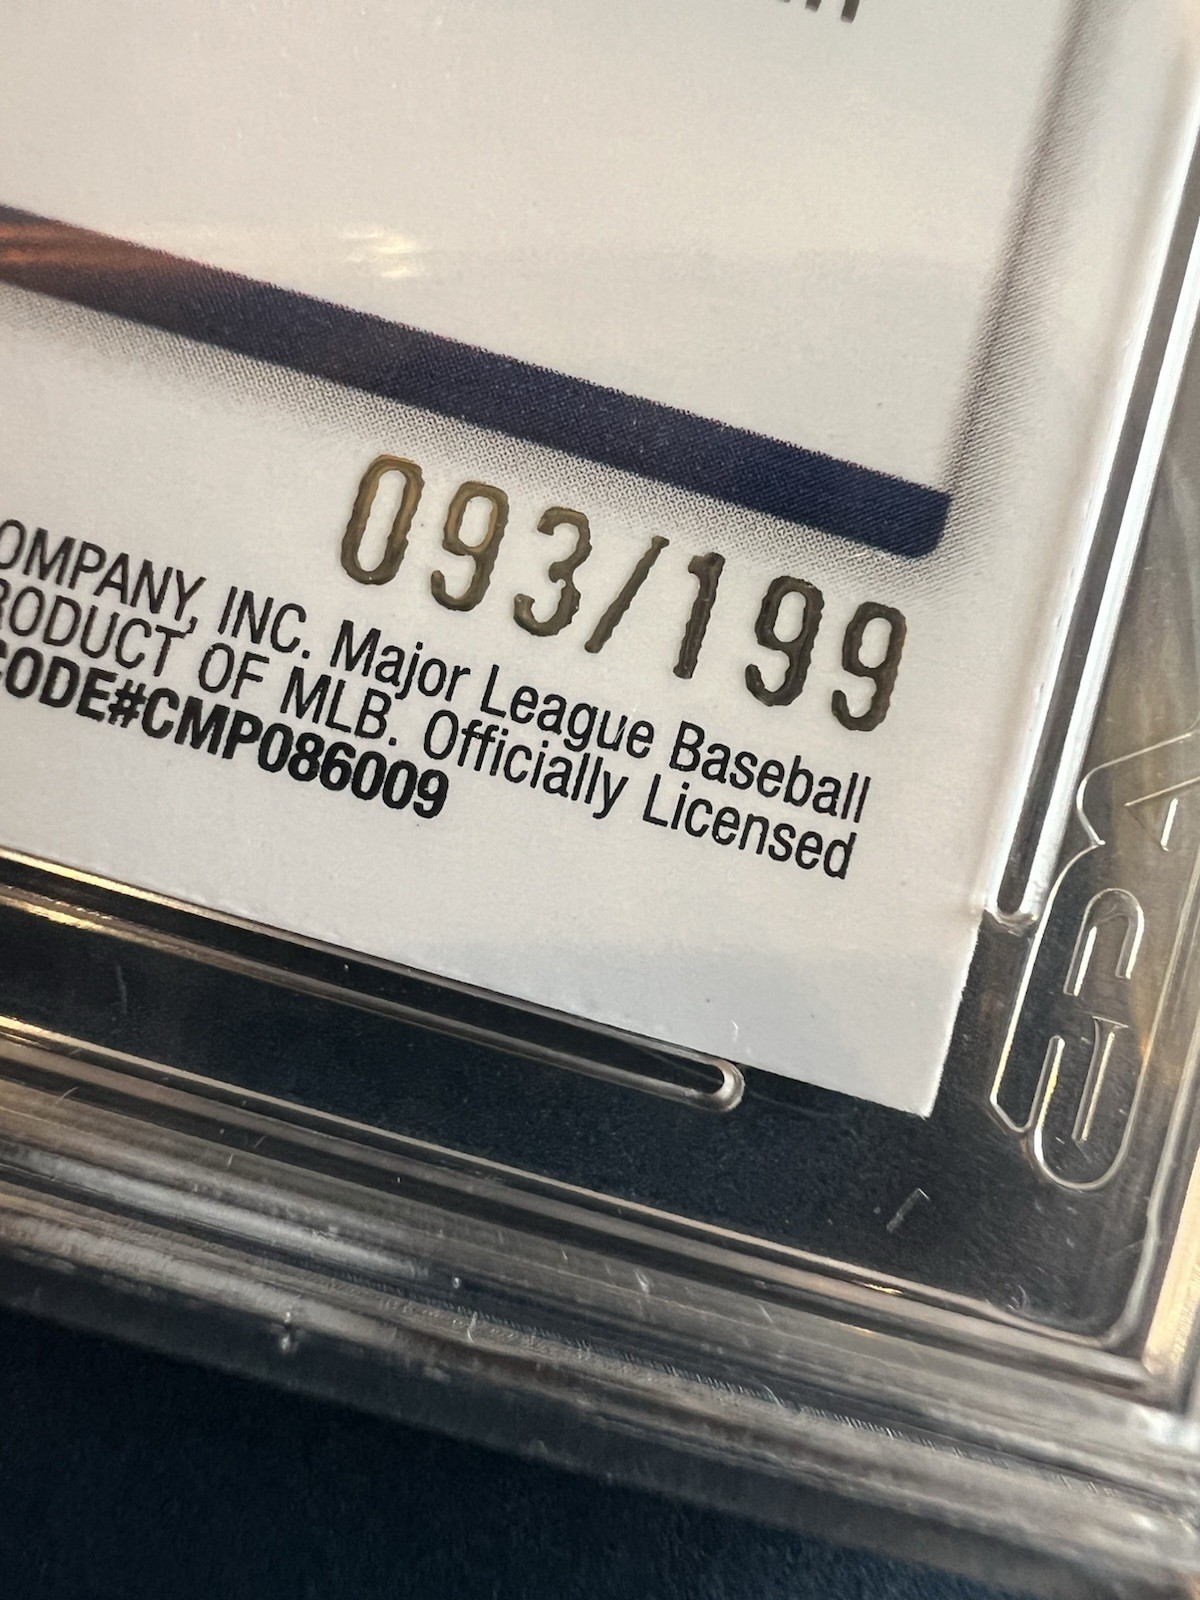 093/199
OMPANY, INC. Major League Baseball
RODUCT OF MLB. Officially Licensed
CODE#CMP086009